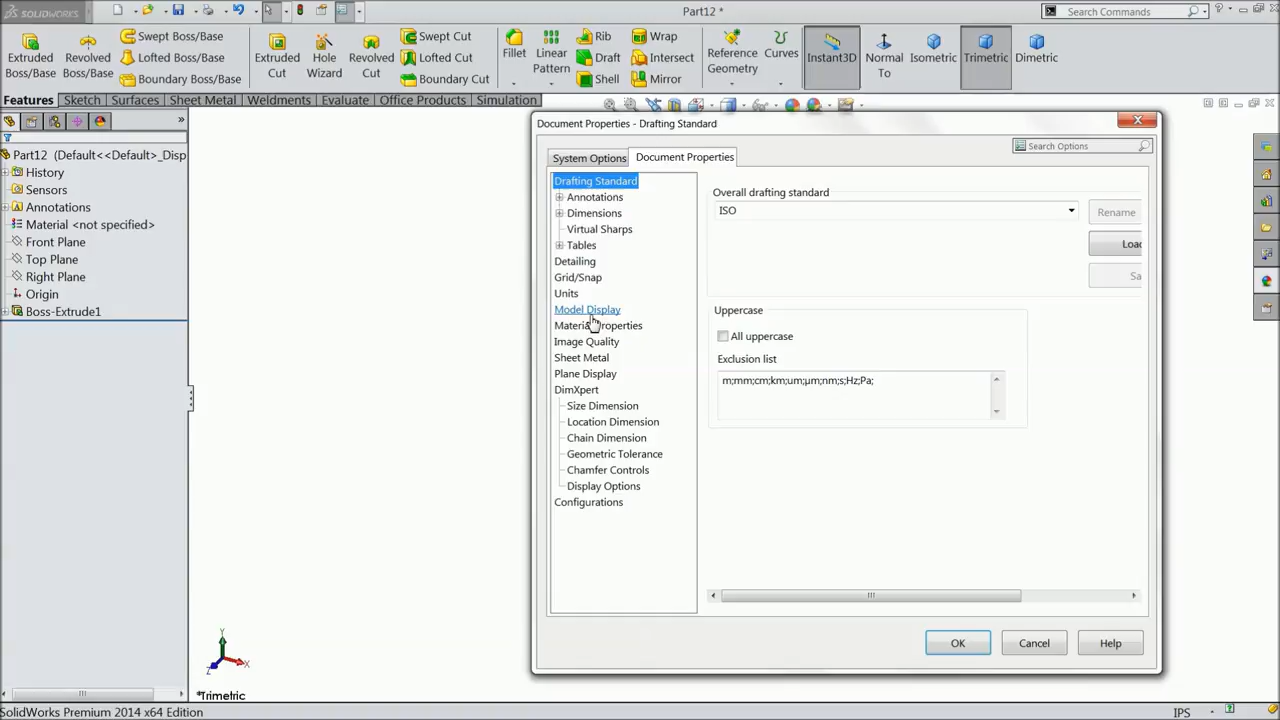 SOLIDWORKS
Part12 *
Search Commands
Extruded Boss/Base
Revolved Boss/Base
Swept Boss/Base
Lofted Boss/Base
Boundary Boss/Base
Extruded Cut
Hole Wizard
Revolved Cut
Swept Cut
Lofted Cut
Boundary Cut
Fillet
Linear Pattern
Rib
Draft
Shell
Wrap
Intersect
Mirror
Reference Geometry
Curves
Instant3D
Normal To
Isometric
Trimetric
Dimetric
Features
Sketch
Surfaces
Sheet Metal
Weldments
Evaluate
Office Products
Simulation
Part12 (Default<<Default>_Disp
History
Sensors
Annotations
Material <not specified>
Front Plane
Top Plane
Right Plane
Origin
Boss-Extrude1
Document Properties - Drafting Standard
System Options
Document Properties
Search Options
Drafting Standard
Annotations
Dimensions
Virtual Sharps
Tables
Detailing
Grid/Snap
Units
Model Display
Material Properties
Image Quality
Sheet Metal
Plane Display
DimXpert
Size Dimension
Location Dimension
Chain Dimension
Geometric Tolerance
Chamfer Controls
Display Options
Configurations
Overall drafting standard
ISO
Rename
Loac
Sa
Uppercase
All uppercase
Exclusion list
m;mm;cm;km;um;µm;nm;s;Hz;Pa;
OK
Cancel
Help
Y
X
Z
*Trimetric
SolidWorks Premium 2014 x64 Edition
IPS